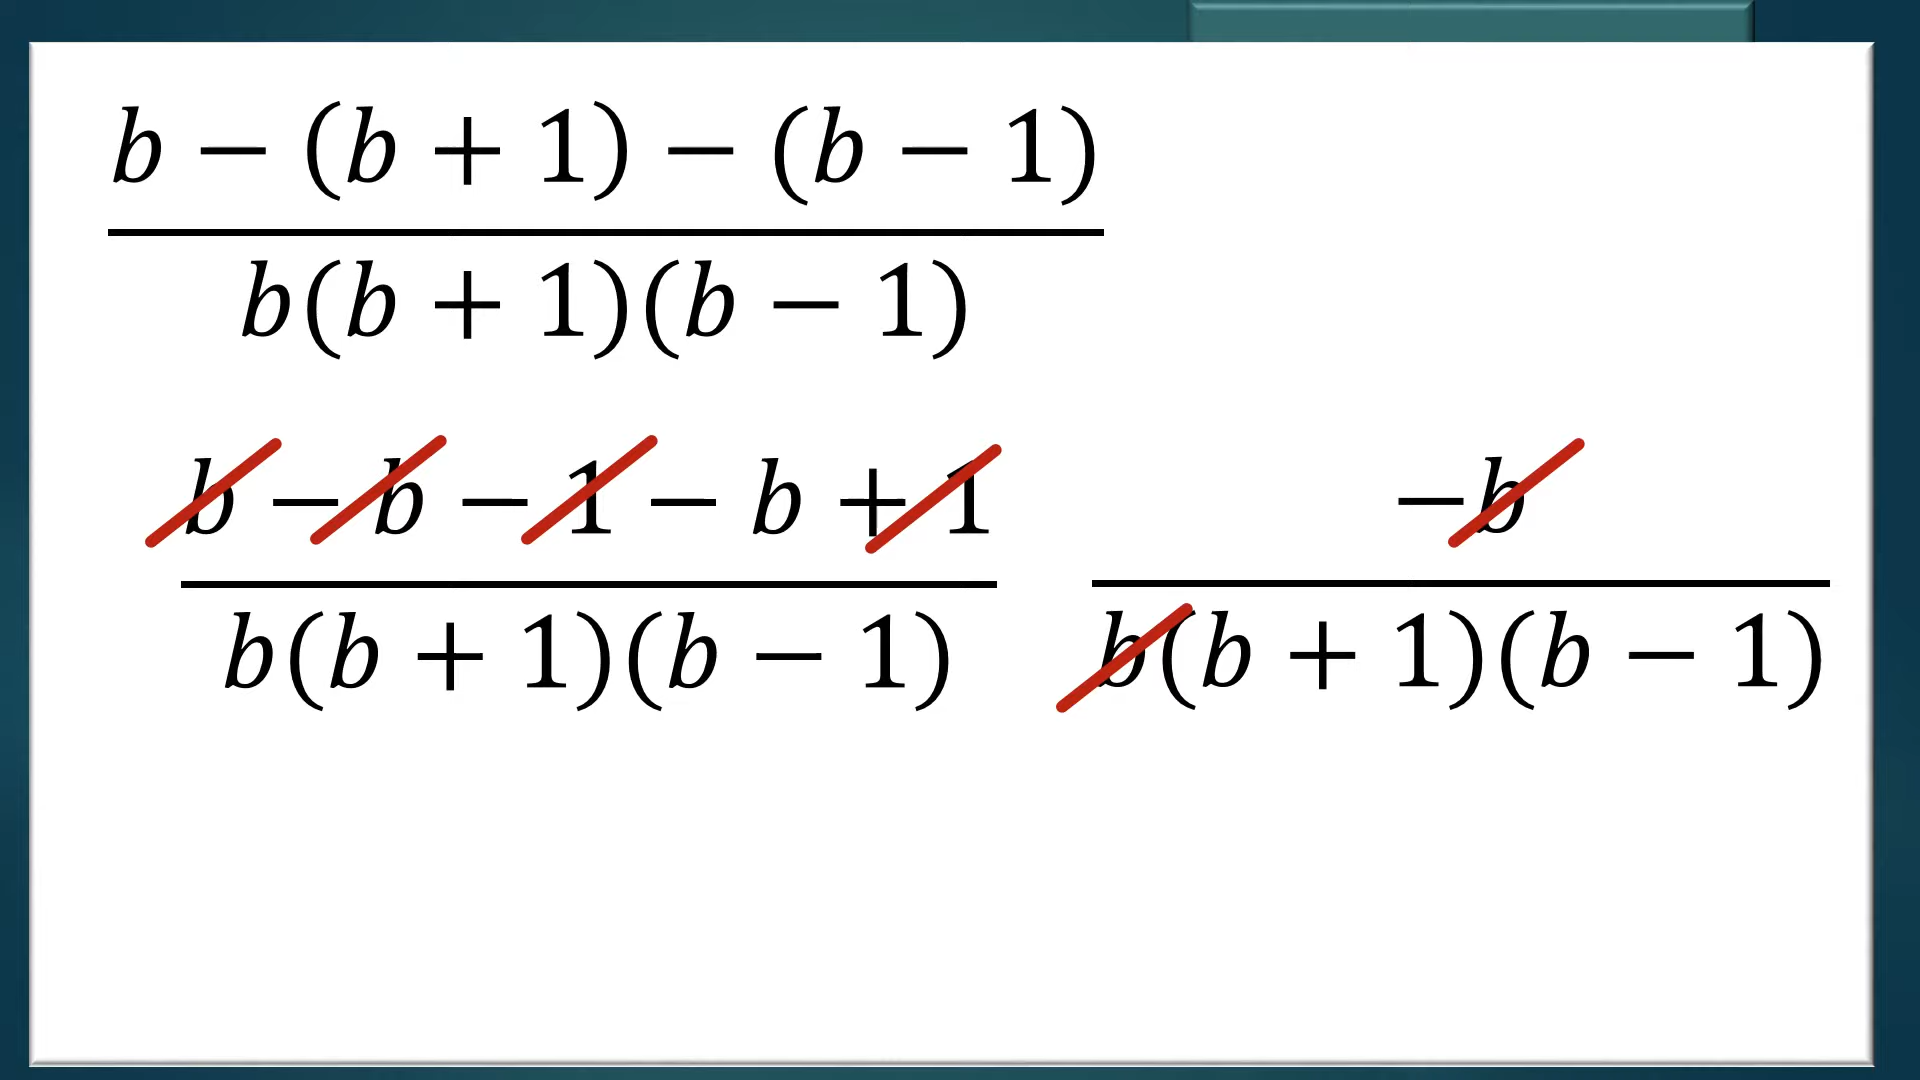 b − (b + 1) − (b − 1)
b(b + 1)(b − 1)
b − b − 1 − b + 1
b(b + 1)(b − 1)
−b
b(b + 1)(b − 1)